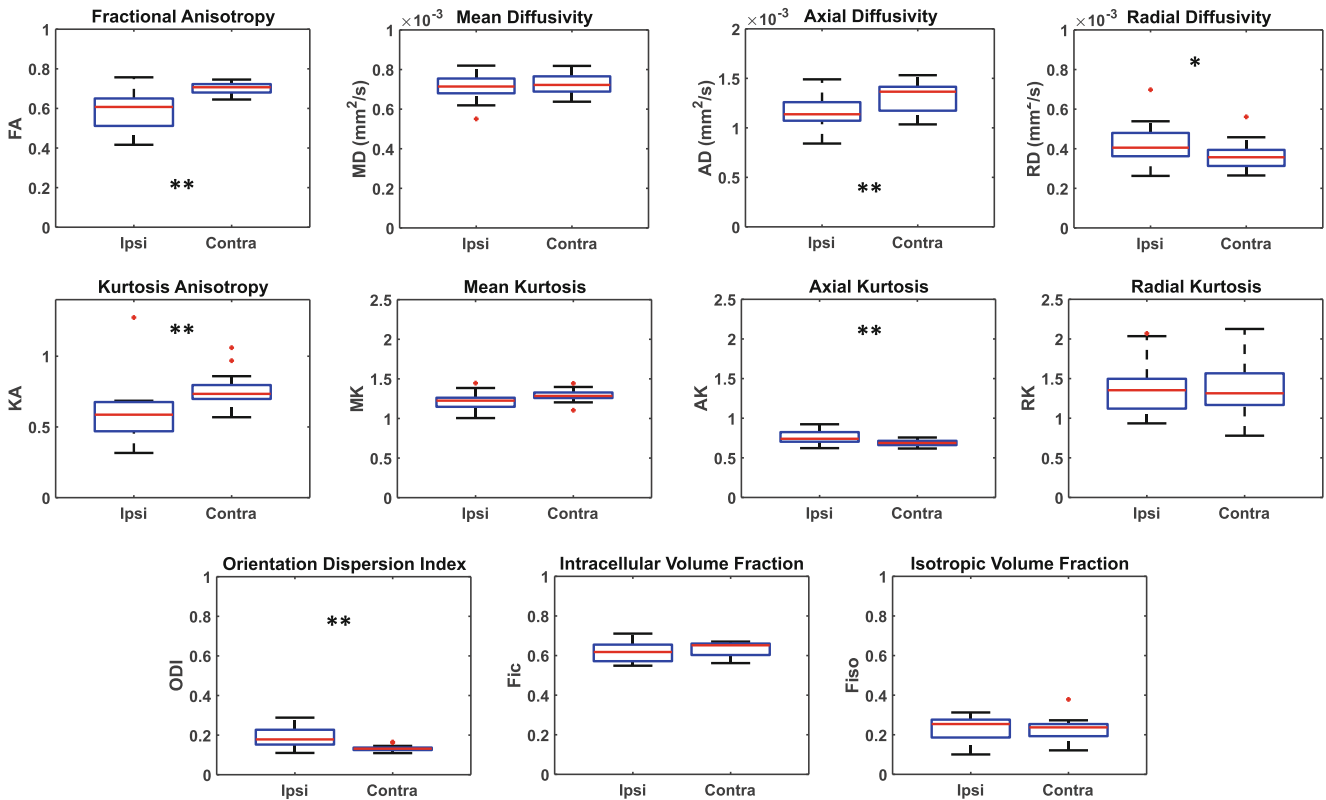 Fractional Anisotropy
Mean Diffusivity
Axial Diffusivity
Radial Diffusivity
×10⁻³
×10⁻³
×10⁻³
1
0.8
0.6
0.4
0.2
0
FA
**
Ipsi
Contra
1
0.8
0.6
0.4
0.2
0
MD (mm²/s)
Ipsi
Contra
2
1.5
1
0.5
0
AD (mm²/s)
**
Ipsi
Contra
1
0.8
0.6
0.4
0.2
0
RD (mm²/s)
*
Ipsi
Contra
Kurtosis Anisotropy
Mean Kurtosis
Axial Kurtosis
Radial Kurtosis
1
0.5
0
KA
**
Ipsi
Contra
2.5
2
1.5
1
0.5
0
MK
Ipsi
Contra
2.5
2
1.5
1
0.5
0
AK
**
Ipsi
Contra
2.5
2
1.5
1
0.5
0
RK
Ipsi
Contra
Orientation Dispersion Index
Intracellular Volume Fraction
Isotropic Volume Fraction
1
0.8
0.6
0.4
0.2
0
ODI
**
Ipsi
Contra
1
0.8
0.6
0.4
0.2
0
Fic
Ipsi
Contra
1
0.8
0.6
0.4
0.2
0
Fiso
Ipsi
Contra